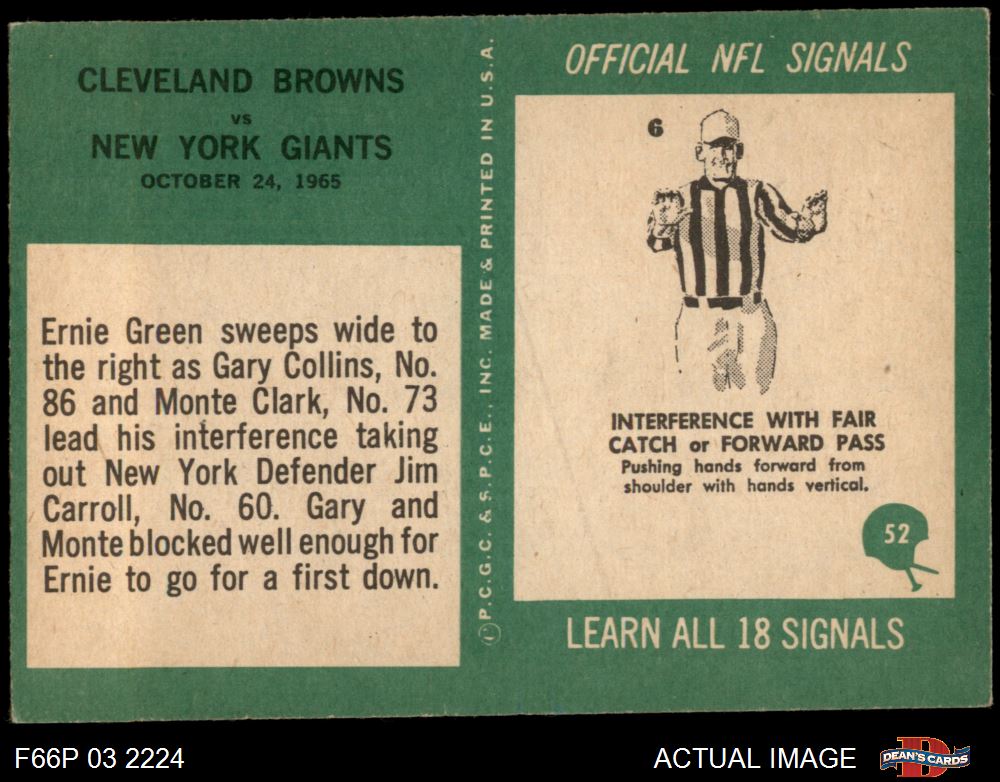 CLEVELAND BROWNS
vs
NEW YORK GIANTS
OCTOBER 24, 1965
Ernie Green sweeps wide to
the right as Gary Collins, No.
86 and Monte Clark, No. 73
lead his interference taking
out New York Defender Jim
Carroll, No. 60. Gary and
Monte blocked well enough for
Ernie to go for a first down.
©P.C.G.C. & S.P.C.E., INC. MADE & PRINTED IN U.S.A.
OFFICIAL NFL SIGNALS
6
INTERFERENCE WITH FAIR
CATCH or FORWARD PASS
Pushing hands forward from
shoulder with hands vertical.
52
LEARN ALL 18 SIGNALS
F66P 03 2224
ACTUAL IMAGE
D
DEAN'S CARDS